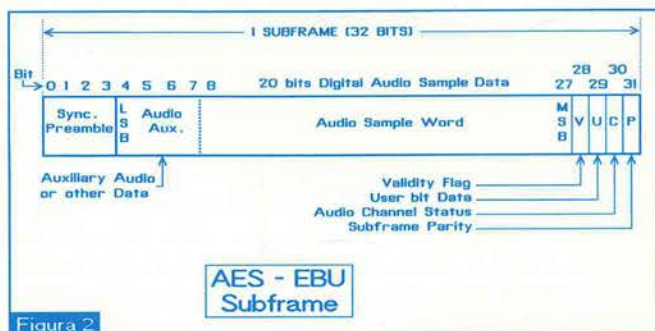 1 SUBFRAME (32 BITS)
28 30
Bit 0 1 2 3 4 5 6 7 8 20 bits Digital Audio Sample Data 27 29 31
Sync. Preamble
LSB
Audio Aux.
Audio Sample Word
MSB
V U C P
Auxiliary Audio
or other Data
Validity Flag
User bit Data
Audio Channel Status
Subframe Parity
AES - EBU
Subframe
Figura 2